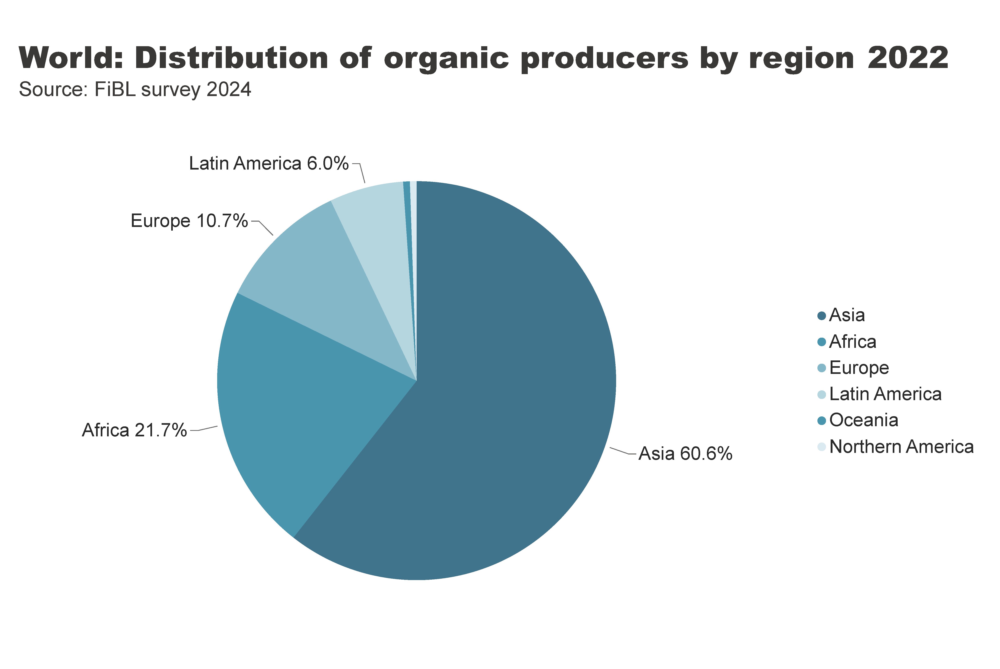 World: Distribution of organic producers by region 2022
Source: FiBL survey 2024
Latin America 6.0%
Europe 10.7%
Africa 21.7%
Asia 60.6%
Asia
Africa
Europe
Latin America
Oceania
Northern America